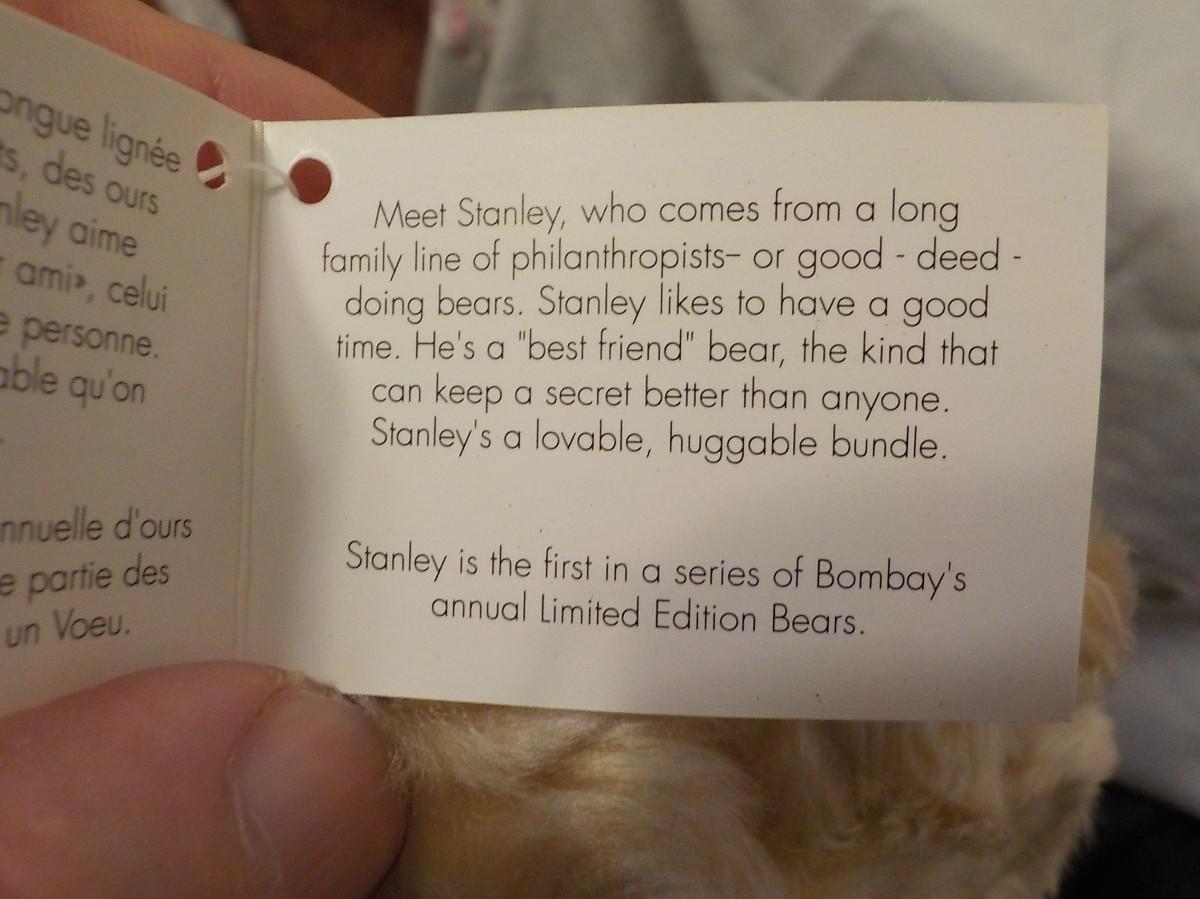 ongue lignée
ts, des ours
nley aime
ami», celui
e personne.
able qu'on
nnuelle d'ours
e partie des
un Voeu.
Meet Stanley, who comes from a long
family line of philanthropists– or good - deed -
doing bears. Stanley likes to have a good
time. He's a "best friend" bear, the kind that
can keep a secret better than anyone.
Stanley's a lovable, huggable bundle.
Stanley is the first in a series of Bombay's
annual Limited Edition Bears.